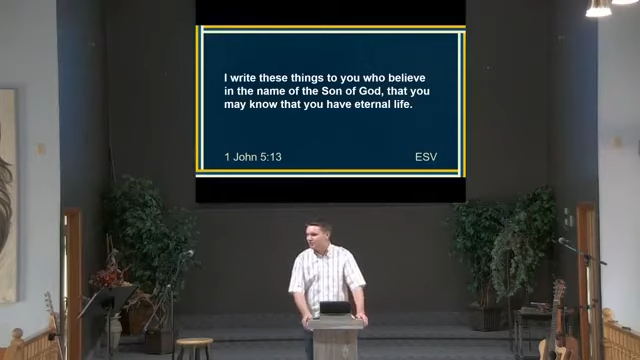 I write these things to you who believe
in the name of the Son of God, that you
may know that you have eternal life.
1 John 5:13 ESV